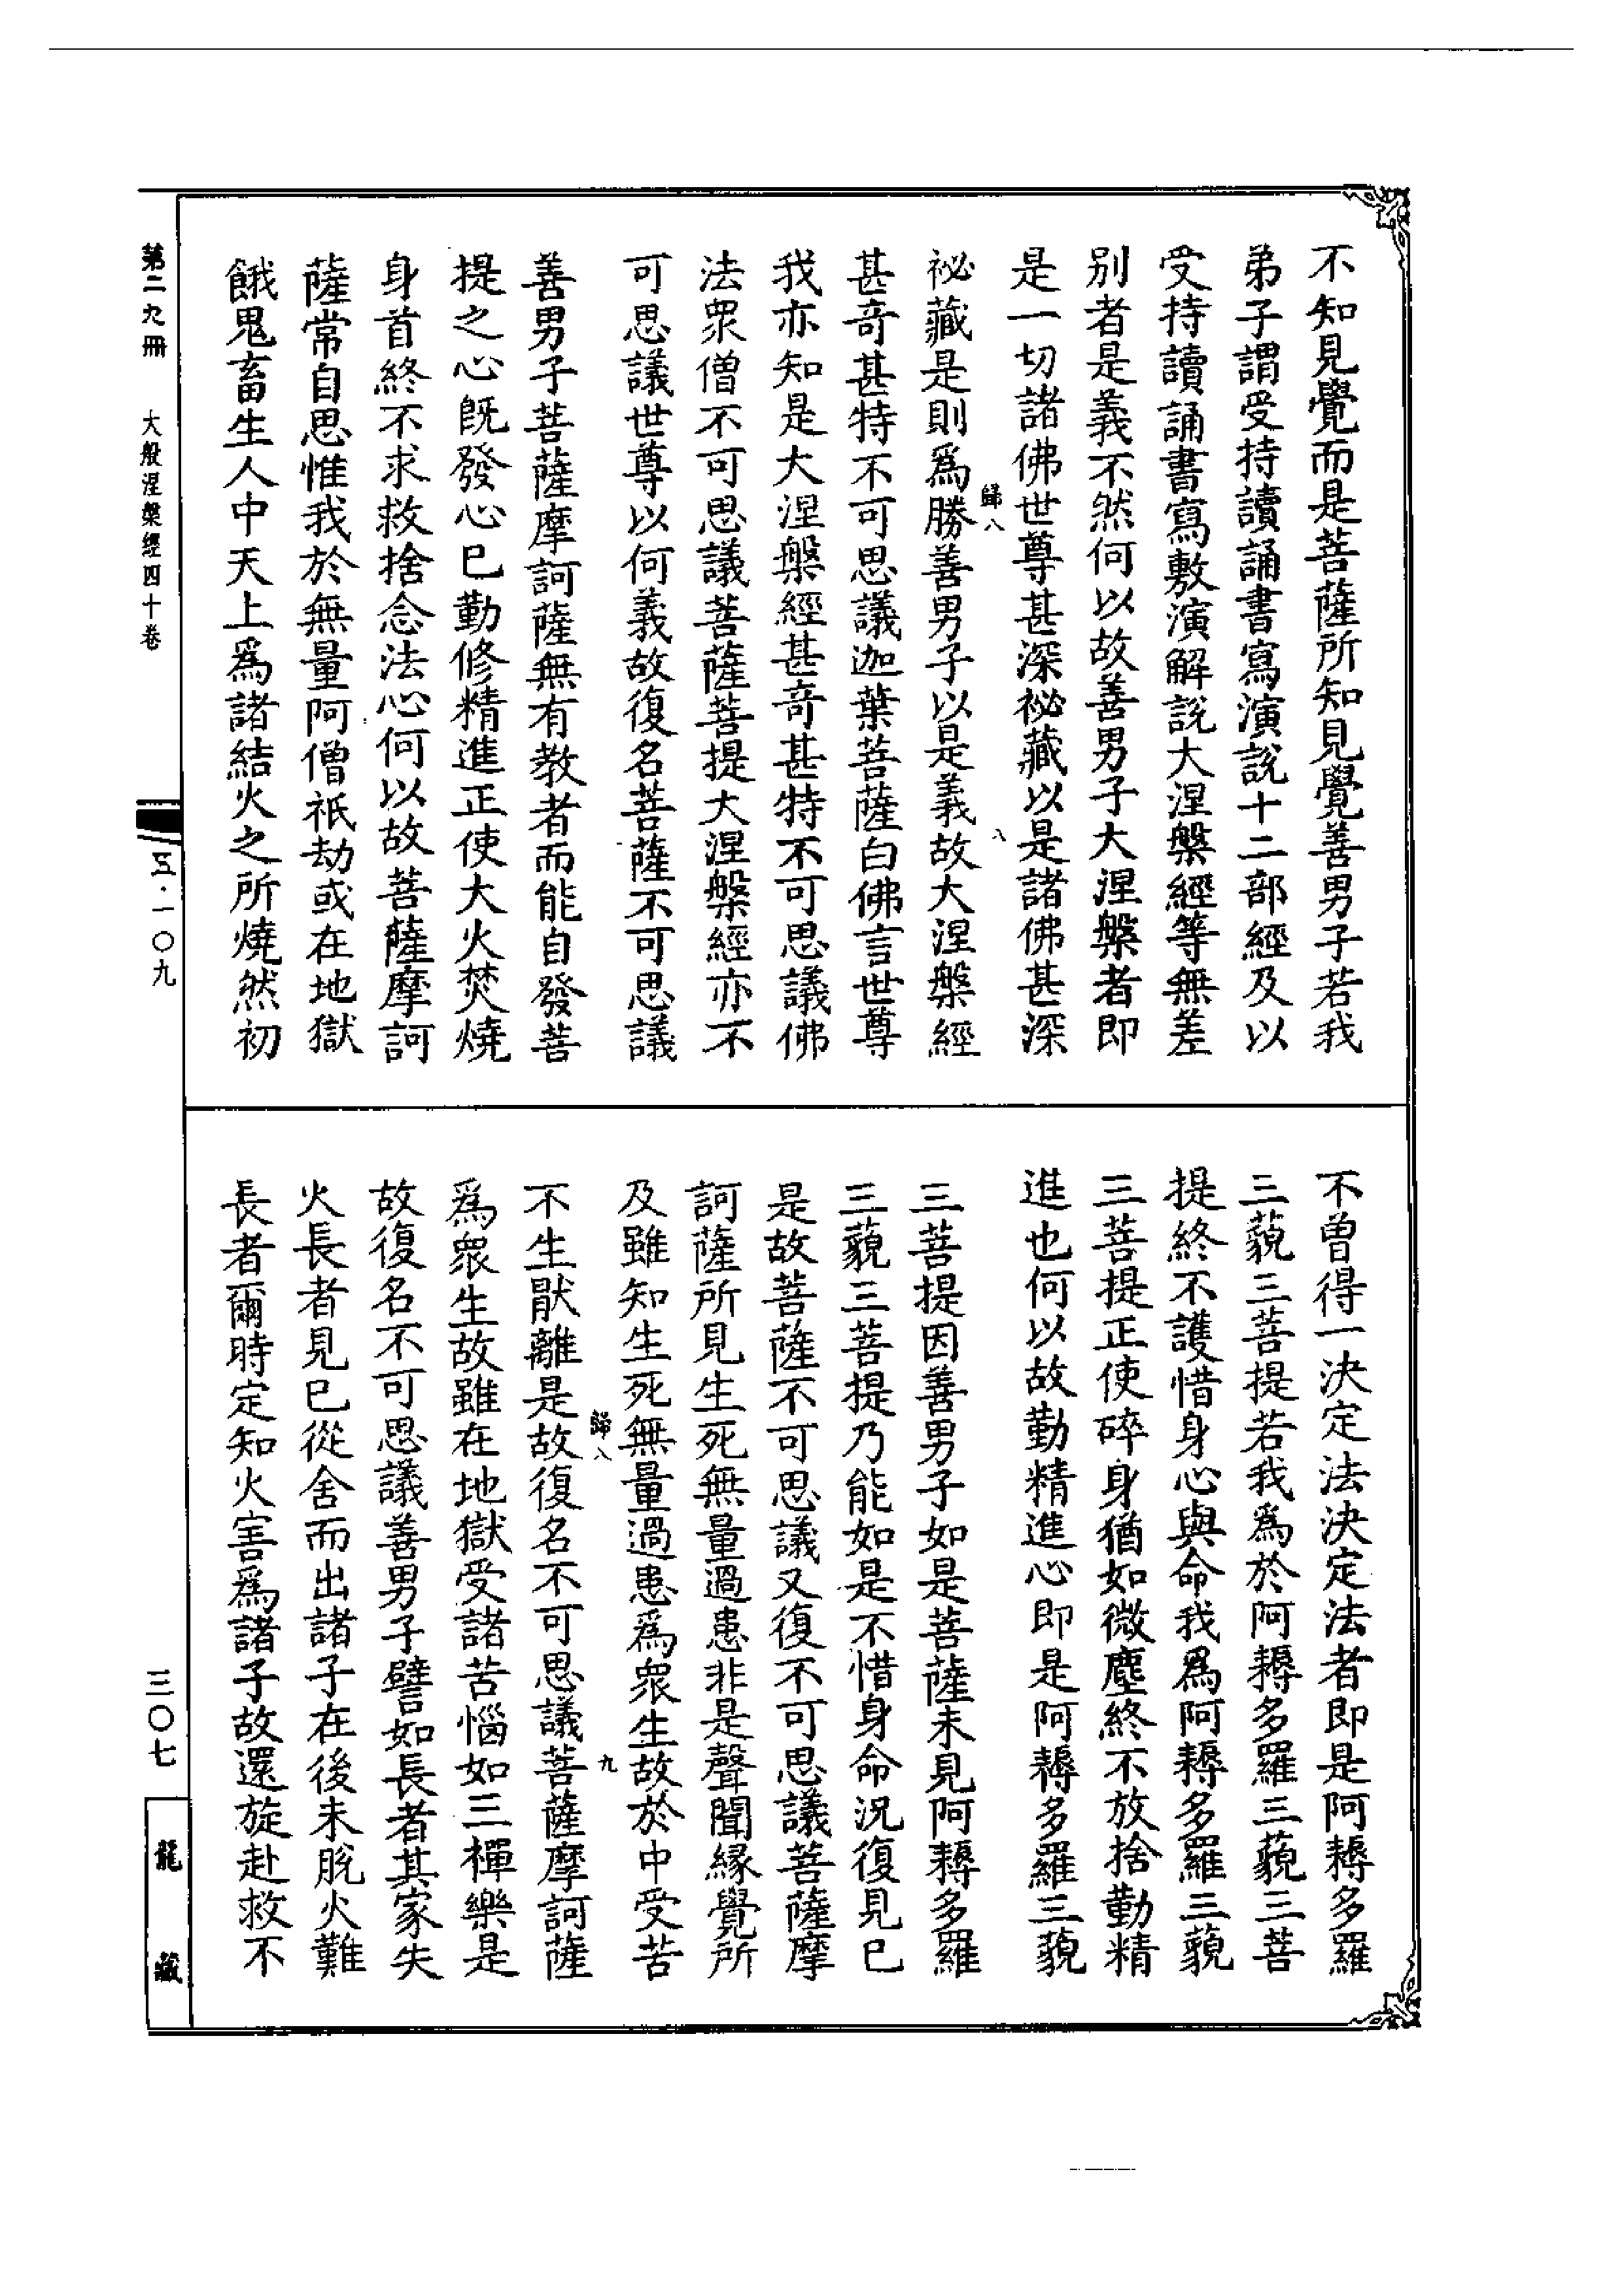 不知見覺而是菩薩所知見覺善男子若我
弟子謂受持讀誦書寫演說十二部經及以
受持讀誦書寫敷演解說大涅槃經等無差
別者是義不然何以故善男子大涅槃者即
是一切諸佛世尊甚深祕藏以是諸佛甚深
歸八
八
祕藏是則爲勝善男子以是義故大涅槃經
甚奇甚特不可思議迦葉菩薩白佛言世尊
我亦知是大涅槃經甚奇甚特不可思議佛
法眾僧不可思議菩薩菩提大涅槃經亦不
可思議世尊以何義故復名菩薩不可思議
善男子菩薩摩訶薩無有教者而能自發菩
提之心既發心已勤修精進正使大火焚燒
身首終不求救捨念法心何以故菩薩摩訶
薩常自思惟我於無量阿僧祇劫或在地獄
餓鬼畜生人中天上爲諸結火之所燒然初
不曾得一決定法決定法者即是阿耨多羅
三藐三菩提若我爲於阿耨多羅三藐三菩
提終不護惜身心與命我爲阿耨多羅三藐
三菩提正使碎身猶如微塵終不放捨勤精
進也何以故勤精進心即是阿耨多羅三藐
三菩提因善男子如是菩薩未見阿耨多羅
三藐三菩提乃能如是不惜身命況復見已
是故菩薩不可思議又復不可思議菩薩摩
訶薩所見生死無量過患非是聲聞緣覺所
及雖知生死無量過患爲眾生故於中受苦
歸八
九
不生厭離是故復名不可思議菩薩摩訶薩
爲眾生故雖在地獄受諸苦惱如三禪樂是
故復名不可思議善男子譬如長者其家失
火長者見已從舍而出諸子在後未脫火難
長者爾時定知火害爲諸子故還旋赴救不
第二九冊 大般涅槃經四十卷
五·一〇九
三〇七
龍藏